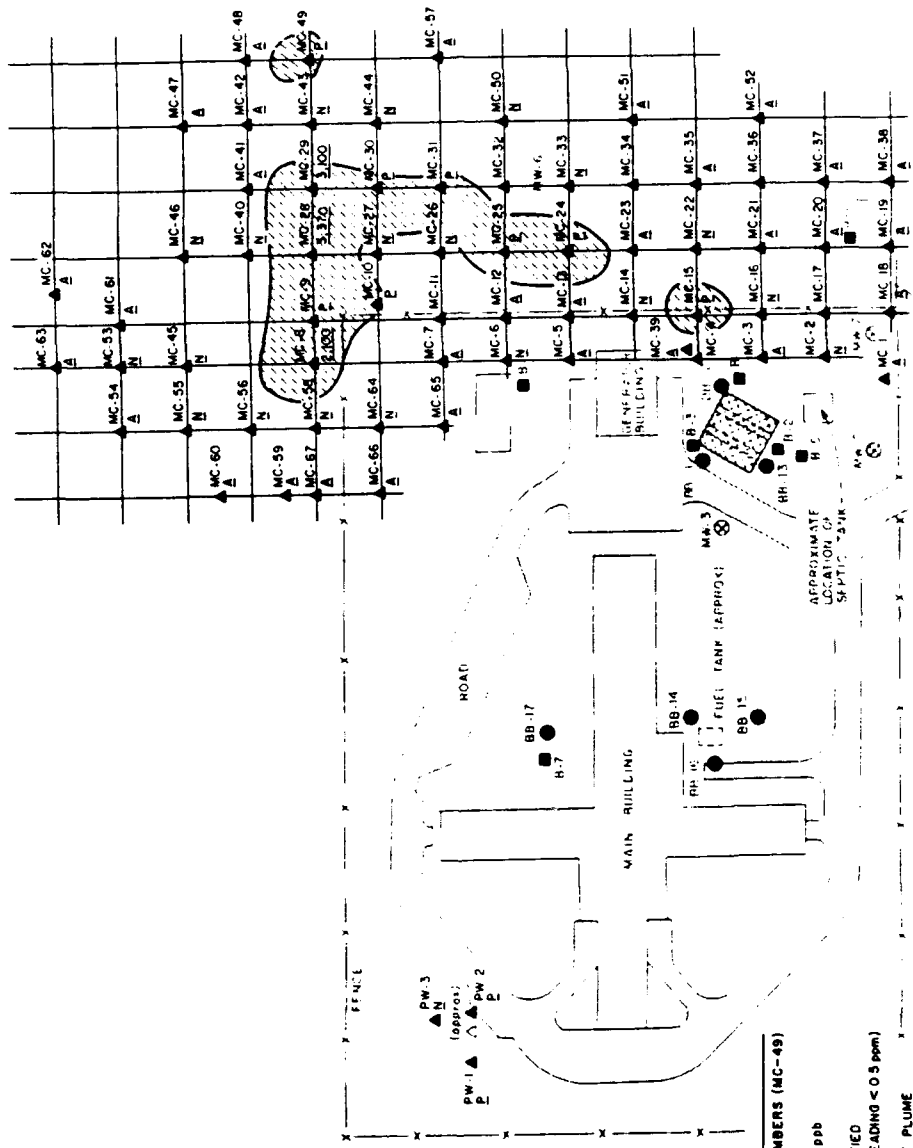 MC-48
A
MC-49
P
MC-57
A
MC-47
A
MC-42
A
MC-43
N
MC-44
N
MC-50
N
MC-51
A
MC-52
A
MC-41
A
MC-29
3,100
MC-30
P
MC-31
P
MC-32
N
MW-6
MC-33
N
MC-34
A
MC-35
A
MC-36
A
MC-37
A
MC-38
A
MC-46
N
MC-40
N
MC-28
5,370
MC-27
N
MC-26
N
MC-25
P
MC-24
P
MC-23
A
MC-22
N
MC-21
A
MC-20
A
MC-19
A
MC-62
A
MC-61
A
MC-9
P
MC-10
P
MC-11
A
MC-12
A
MC-13
A
MC-14
N
MC-15
P
MC-16
N
MC-17
A
MC-18
A
MC-63
A
MC-53
N
MC-45
N
MC-8
2,100
MC-7
A
MC-6
N
MC-5
A
MC-39
A
MC-4
MC-3
A
MC-2
N
MC-1
A
MC-54
A
MC-55
N
MC-56
N
MC-58
N
MC-64
N
MC-65
A
MC-60
A
MC-59
A
MC-67
A
MC-66
N
BUILDING
B-3
B-2
BB-13
MW-3
APPROXIMATE
LOCATION OF
SEPTIC TANK
ROAD
BB-17
B-7
BB-14
FUEL TANK (APPROX)
BB-15
MAIN BUILDING
FENCE
PW-3
N
(approx)
PW-2
P
PW-1
P
MBERS (MC-49)
ppb
IED
EADING < 0.5 ppm)
PLUME